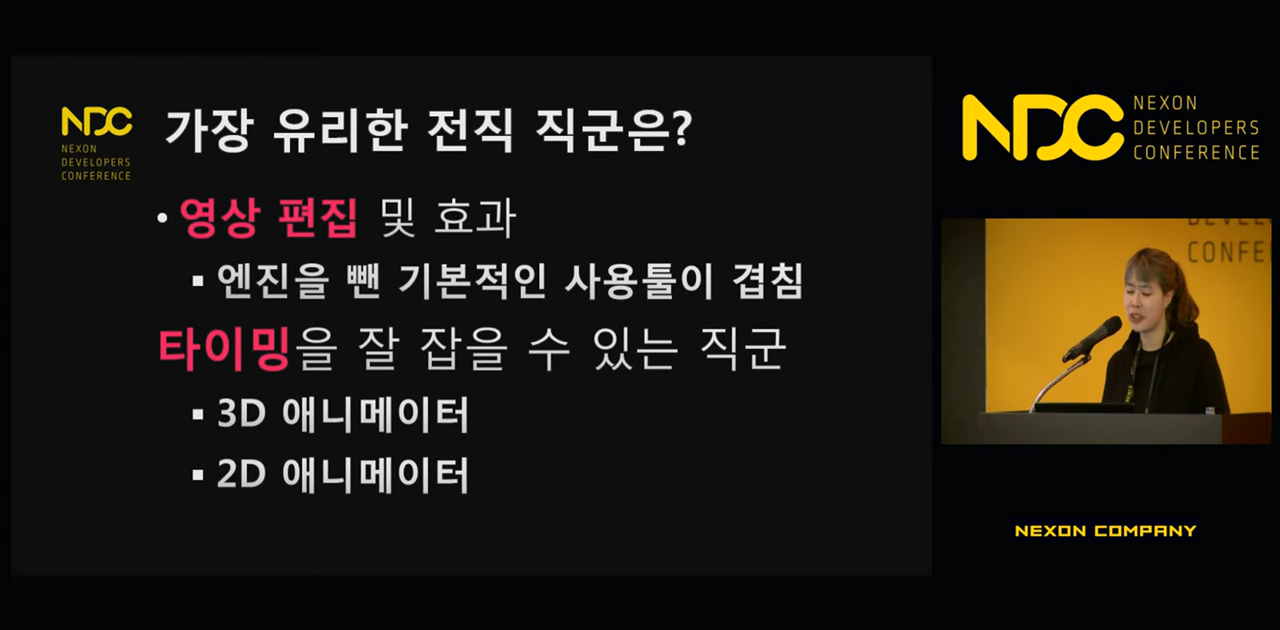 NDC
NEXON
DEVELOPERS
CONFERENCE
가장 유리한 전직 직군은?
• 영상 편집 및 효과
▪ 엔진을 뺀 기본적인 사용툴이 겹침
타이밍을 잘 잡을 수 있는 직군
▪ 3D 애니메이터
▪ 2D 애니메이터
NDC
NEXON
DEVELOPERS
CONFERENCE
CONFE
NEXON COMPANY